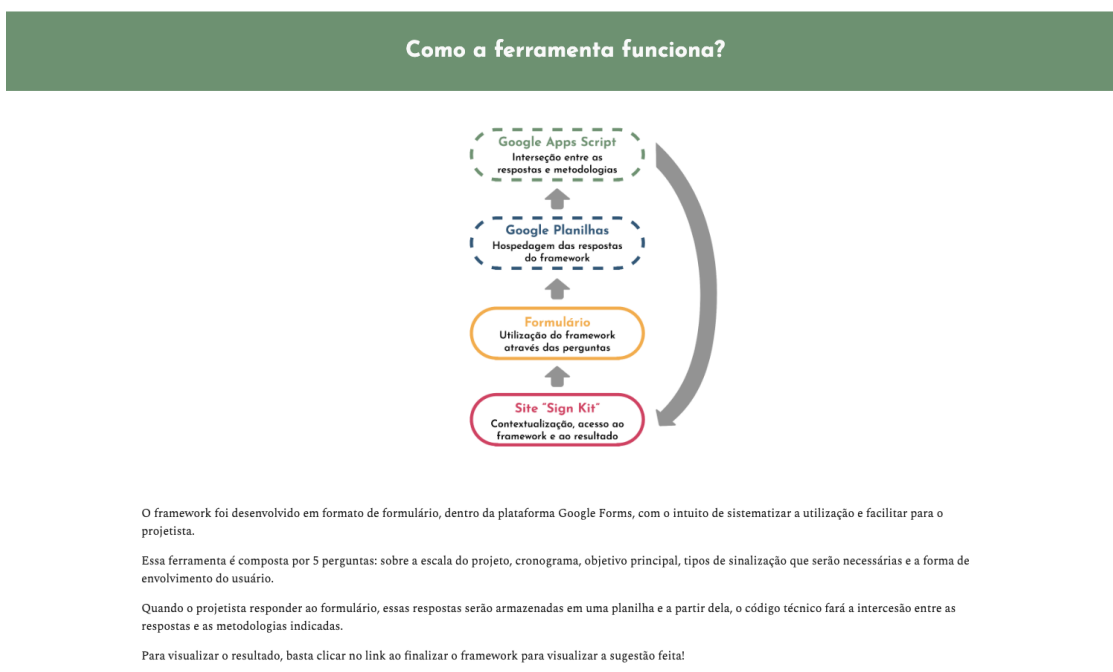 Como a ferramenta funciona?
Google Apps Script
Interseção entre as
respostas e metodologias
Google Planilhas
Hospedagem das respostas
do framework
Formulário
Utilização do framework
através das perguntas
Site "Sign Kit"
Contextualização, acesso ao
framework e ao resultado
O framework foi desenvolvido em formato de formulário, dentro da plataforma Google Forms, com o intuito de sistematizar a utilização e facilitar para o
projetista.
Essa ferramenta é composta por 5 perguntas: sobre a escala do projeto, cronograma, objetivo principal, tipos de sinalização que serão necessárias e a forma de
envolvimento do usuário.
Quando o projetista responder ao formulário, essas respostas serão armazenadas em uma planilha e a partir dela, o código técnico fará a intercesão entre as
respostas e as metodologias indicadas.
Para visualizar o resultado, basta clicar no link ao finalizar o framework para visualizar a sugestão feita!